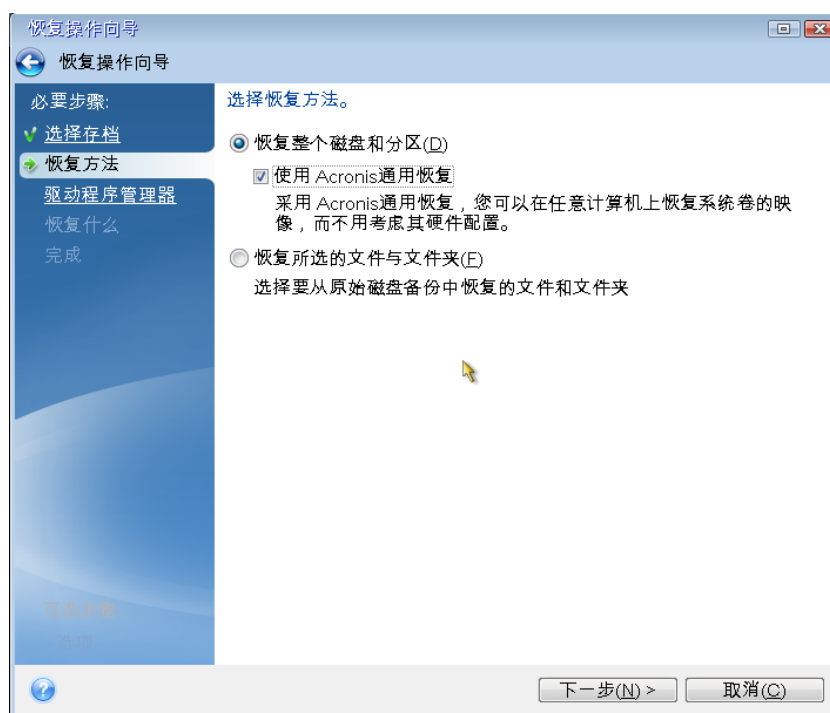 恢复操作向导
恢复操作向导
必要步骤:
选择存档
恢复方法
驱动程序管理器
恢复什么
完成
选择恢复方法。
恢复整个磁盘和分区(D)
使用 Acronis通用恢复
采用 Acronis通用恢复，您可以在任意计算机上恢复系统卷的映
像，而不用考虑其硬件配置。
恢复所选的文件与文件夹(F)
选择要从原始磁盘备份中恢复的文件和文件夹
选项
下一步(N) >
取消(C)